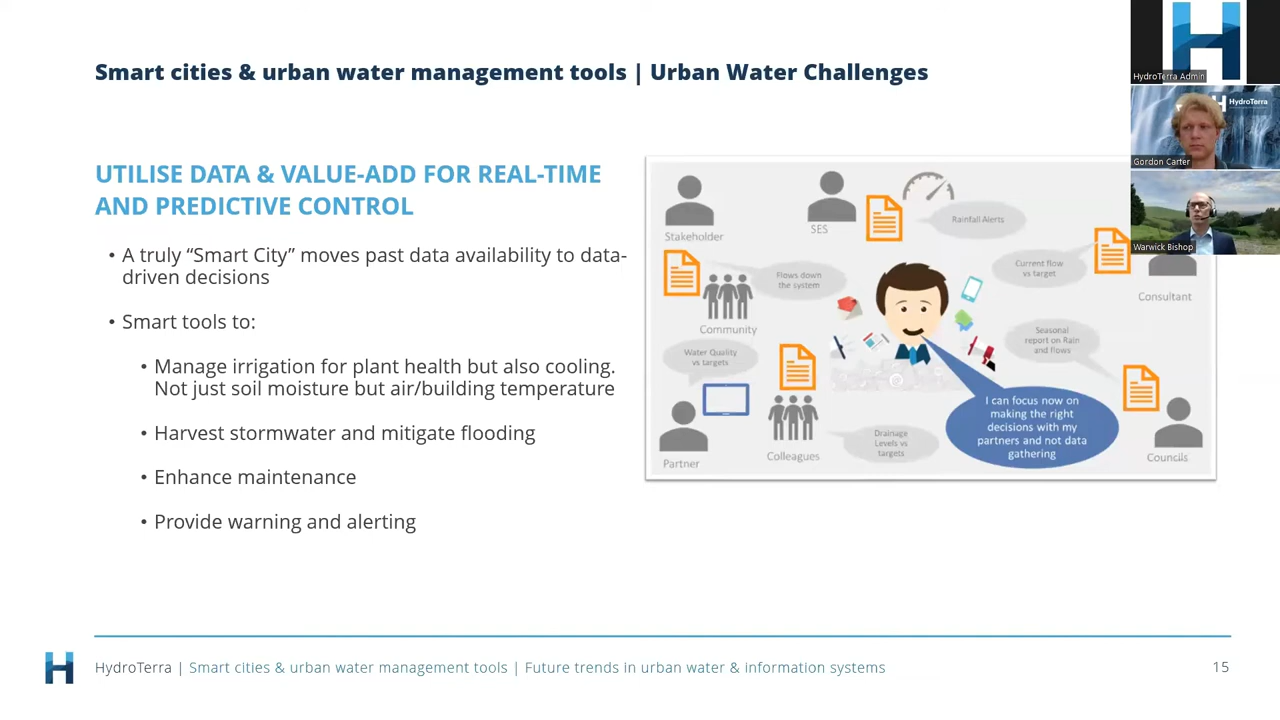 Smart cities & urban water management tools | Urban Water Challenges
HydroTerra Admin
HydroTerra
Gordon Carter
Warwick Bishop
UTILISE DATA & VALUE-ADD FOR REAL-TIME
AND PREDICTIVE CONTROL
• A truly “Smart City” moves past data availability to data-
driven decisions
• Smart tools to:
• Manage irrigation for plant health but also cooling.
Not just soil moisture but air/building temperature
• Harvest stormwater and mitigate flooding
• Enhance maintenance
• Provide warning and alerting
Stakeholder
SES
Rainfall Alerts
Flows down
the system
Current flow
vs target
Consultant
Community
Water Quality
vs targets
Seasonal
report on Rain
and flows
I can focus now on
making the right
decisions with my
partners and not data
gathering
Partner
Colleagues
Drainage
Levels vs
targets
Councils
HydroTerra | Smart cities & urban water management tools | Future trends in urban water & information systems
15